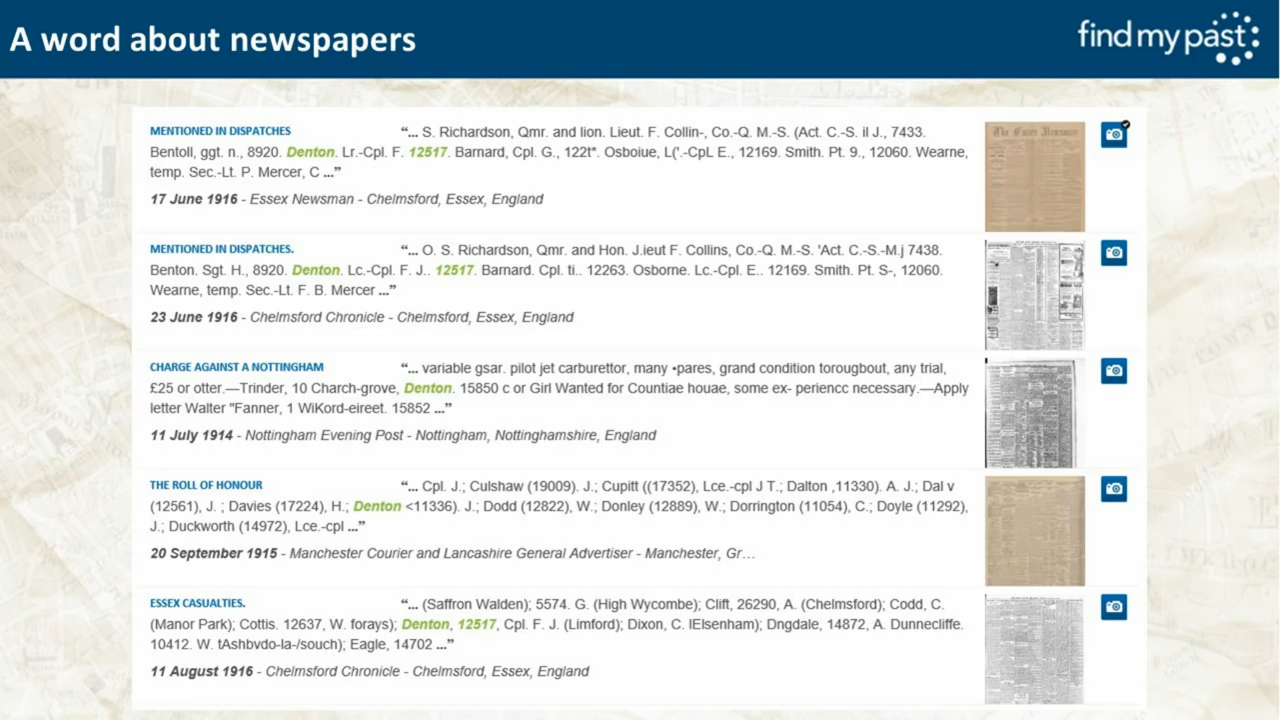 A word about newspapers
findmypast
MENTIONED IN DISPATCHES “... S. Richardson, Qmr. and lion. Lieut. F. Collin-, Co.-Q. M.-S. (Act. C.-S. il J., 7433.
Bentoll, ggt. n., 8920. Denton. Lr.-Cpl. F. 12517. Barnard, Cpl. G., 122t*. Osboiue, L('.-CpL E., 12169. Smith. Pt. 9., 12060. Wearne,
temp. Sec.-Lt. P. Mercer, C ...”
17 June 1916 - Essex Newsman - Chelmsford, Essex, England
The Essex Newsman
MENTIONED IN DISPATCHES. “... O. S. Richardson, Qmr. and Hon. J.ieut F. Collins, Co.-Q. M.-S. 'Act. C.-S.-M.j 7438.
Benton. Sgt. H., 8920. Denton. Lc.-Cpl. F. J.. 12517. Barnard. Cpl. ti.. 12263. Osborne. Lc.-Cpl. E.. 12169. Smith. Pt. S-, 12060.
Wearne, temp. Sec.-Lt. F. B. Mercer ...”
23 June 1916 - Chelmsford Chronicle - Chelmsford, Essex, England
CHARGE AGAINST A NOTTINGHAM “... variable gsar. pilot jet carburettor, many •pares, grand condition torougbout, any trial,
£25 or otter.—Trinder, 10 Charch-grove, Denton. 15850 c or Girl Wanted for Countiae houae, some ex- periencc necessary.—Apply
letter Walter "Fanner, 1 WiKord-eireet. 15852 ...”
11 July 1914 - Nottingham Evening Post - Nottingham, Nottinghamshire, England
THE ROLL OF HONOUR “... Cpl. J.; Culshaw (19009). J.; Cupitt ((17352), Lce.-cpl J T.; Dalton ,11330). A. J.; Dal v
(12561), J. ; Davies (17224), H.; Denton <11336). J.; Dodd (12822), W.; Donley (12889), W.; Dorrington (11054), C.; Doyle (11292),
J.; Duckworth (14972), Lce.-cpl ...”
20 September 1915 - Manchester Courier and Lancashire General Advertiser - Manchester, Gr…
ESSEX CASUALTIES. “... (Saffron Walden); 5574. G. (High Wycombe); Clift, 26290, A. (Chelmsford); Codd, C.
(Manor Park); Cottis. 12637, W. forays); Denton, 12517, Cpl. F. J. (Limford); Dixon, C. lElsenham); Dngdale, 14872, A. Dunnecliffe.
10412. W. tAshbvdo-la-/souch); Eagle, 14702 ...”
11 August 1916 - Chelmsford Chronicle - Chelmsford, Essex, England